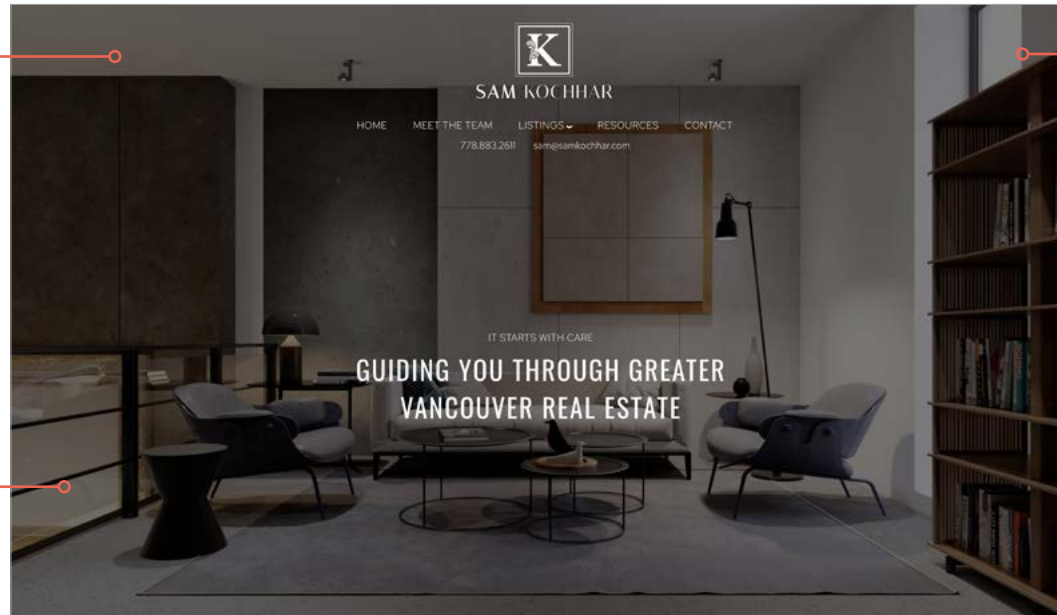 K
SAM KOCHHAR
HOME MEET THE TEAM LISTINGS RESOURCES CONTACT
778.883.2611 sam@samkochhar.com
IT STARTS WITH CARE
GUIDING YOU THROUGH GREATER
VANCOUVER REAL ESTATE